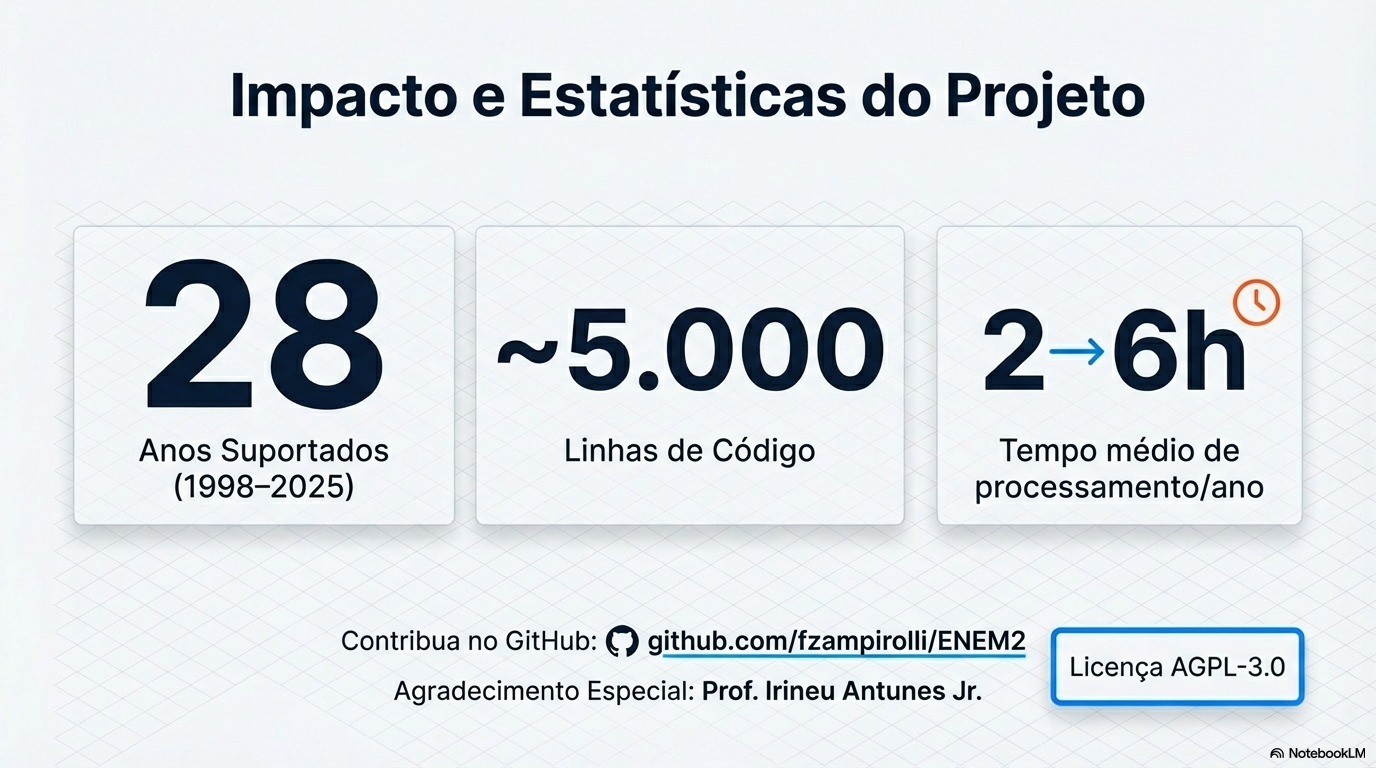 Impacto e Estatísticas do Projeto
28
Anos Suportados
(1998–2025)
~5.000
Linhas de Código
2→6h
Tempo médio de
processamento/ano
Contribua no GitHub: github.com/fzampirolli/ENEM2
Agradecimento Especial: Prof. Irineu Antunes Jr.
Licença AGPL-3.0
NotebookLM